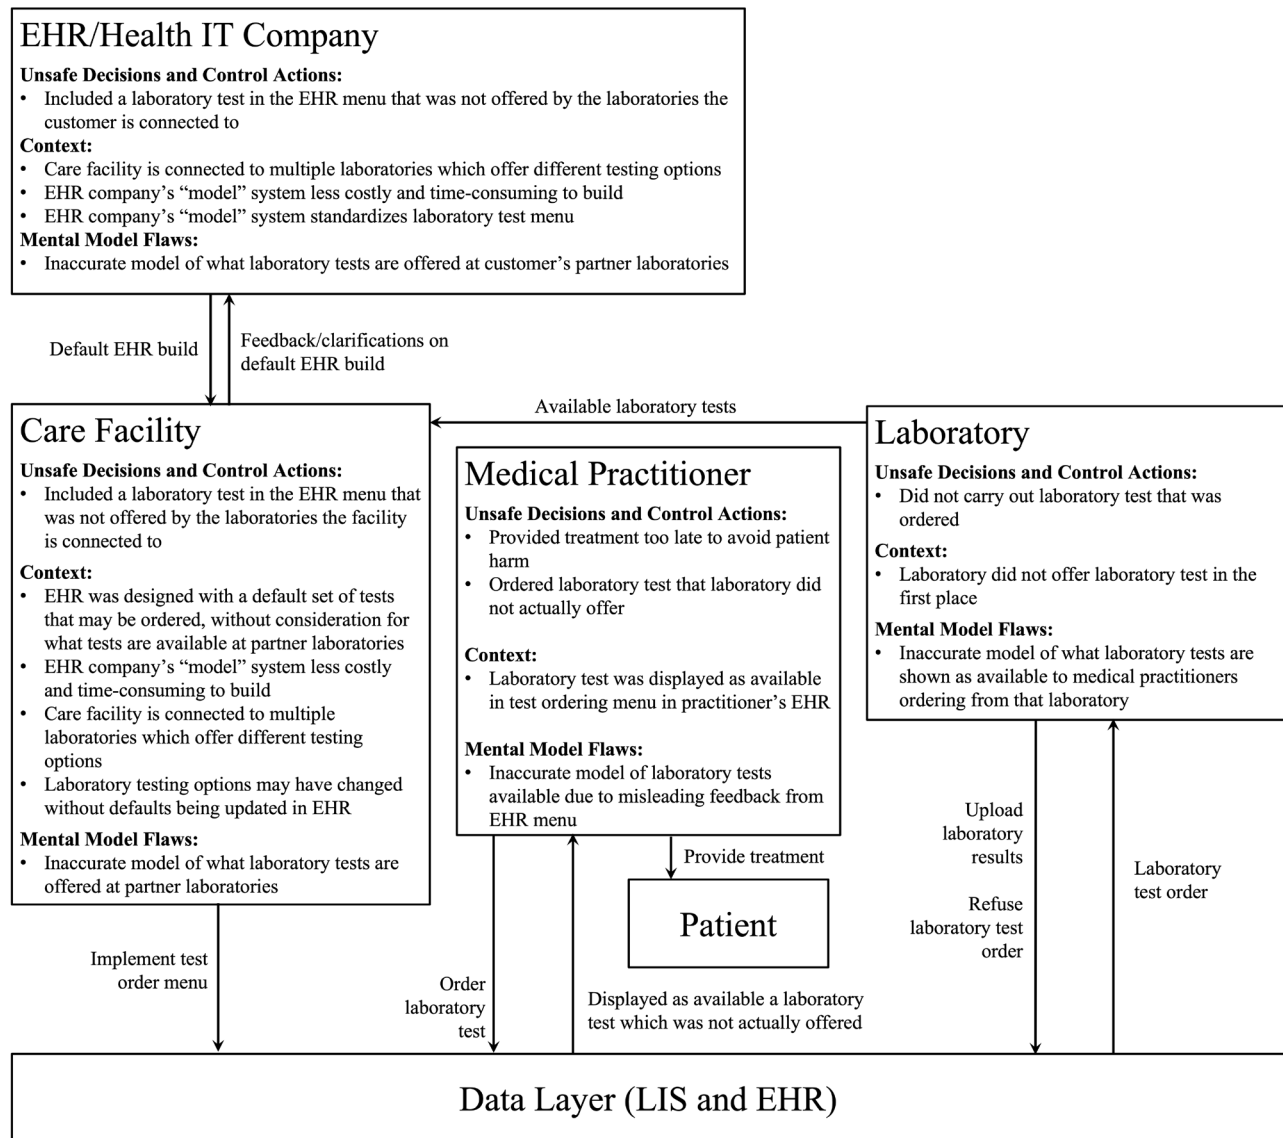 EHR/Health IT Company
Unsafe Decisions and Control Actions:
• Included a laboratory test in the EHR menu that was not offered by the laboratories the
customer is connected to
Context:
• Care facility is connected to multiple laboratories which offer different testing options
• EHR company’s “model” system less costly and time-consuming to build
• EHR company’s “model” system standardizes laboratory test menu
Mental Model Flaws:
• Inaccurate model of what laboratory tests are offered at customer’s partner laboratories
Default EHR build
Feedback/clarifications on
default EHR build
Available laboratory tests
Care Facility
Unsafe Decisions and Control Actions:
• Included a laboratory test in the EHR menu that
was not offered by the laboratories the facility
is connected to
Context:
• EHR was designed with a default set of tests
that may be ordered, without consideration for
what tests are available at partner laboratories
• EHR company’s “model” system less costly
and time-consuming to build
• Care facility is connected to multiple
laboratories which offer different testing
options
• Laboratory testing options may have changed
without defaults being updated in EHR
Mental Model Flaws:
• Inaccurate model of what laboratory tests are
offered at partner laboratories
Medical Practitioner
Unsafe Decisions and Control Actions:
• Provided treatment too late to avoid patient
harm
• Ordered laboratory test that laboratory did
not actually offer
Context:
• Laboratory test was displayed as available
in test ordering menu in practitioner’s EHR
Mental Model Flaws:
• Inaccurate model of laboratory tests
available due to misleading feedback from
EHR menu
Laboratory
Unsafe Decisions and Control Actions:
• Did not carry out laboratory test that was
ordered
Context:
• Laboratory did not offer laboratory test in the
first place
Mental Model Flaws:
• Inaccurate model of what laboratory tests are
shown as available to medical practitioners
ordering from that laboratory
Provide treatment
Patient
Implement test
order menu
Order
laboratory
test
Displayed as available a laboratory
test which was not actually offered
Upload
laboratory
results
Refuse
laboratory test
order
Laboratory
test order
Data Layer (LIS and EHR)